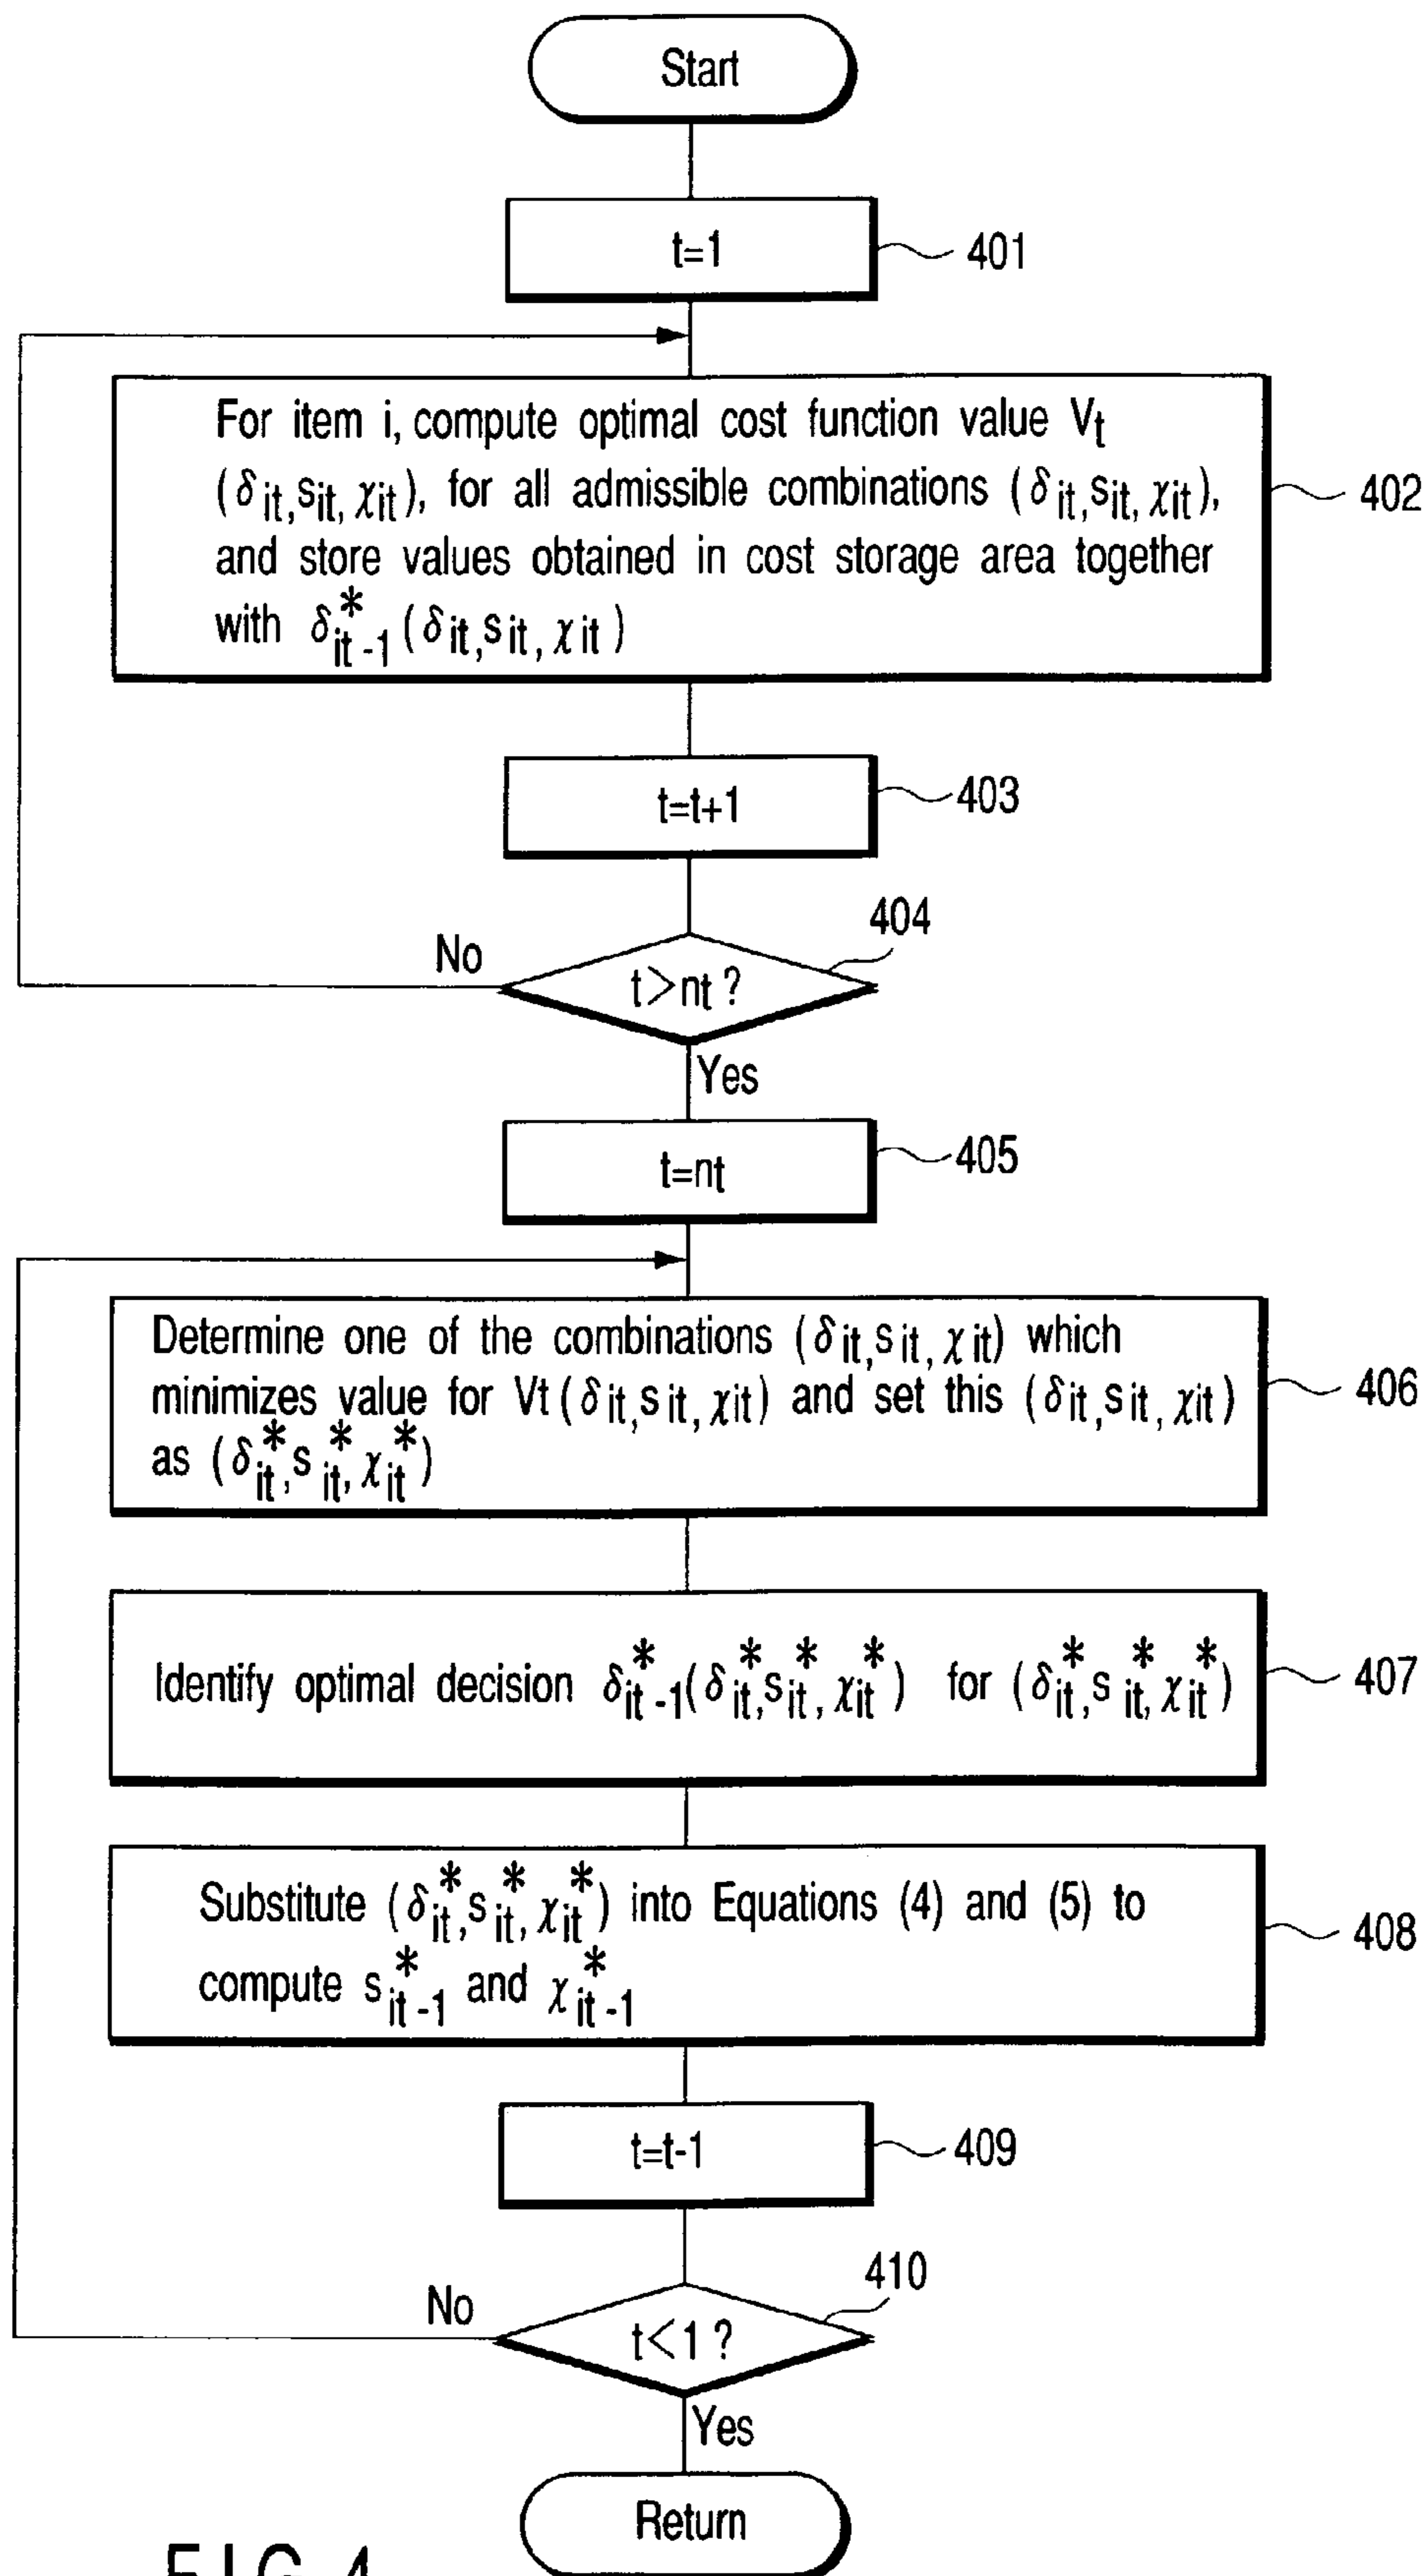 Start
t=1
401
For item i, compute optimal cost function value Vt
(δit,sit,χit), for all admissible combinations (δit,sit,χit),
and store values obtained in cost storage area together
with δ*it-1(δit,sit,χit)
402
t=t+1
403
404
No
t>nt?
Yes
t=nt
405
Determine one of the combinations (δit,sit,χit) which
minimizes value for Vt(δit,sit,χit) and set this (δit,sit,χit)
as (δ*it,s*it,χ*it)
406
Identify optimal decision δ*it-1(δ*it,s*it,χ*it) for (δ*it,s*it,χ*it)
407
Substitute (δ*it,s*it,χ*it) into Equations (4) and (5) to
compute s*it-1 and χ*it-1
408
t=t-1
409
410
No
t<1?
Yes
Return
FIG. 4